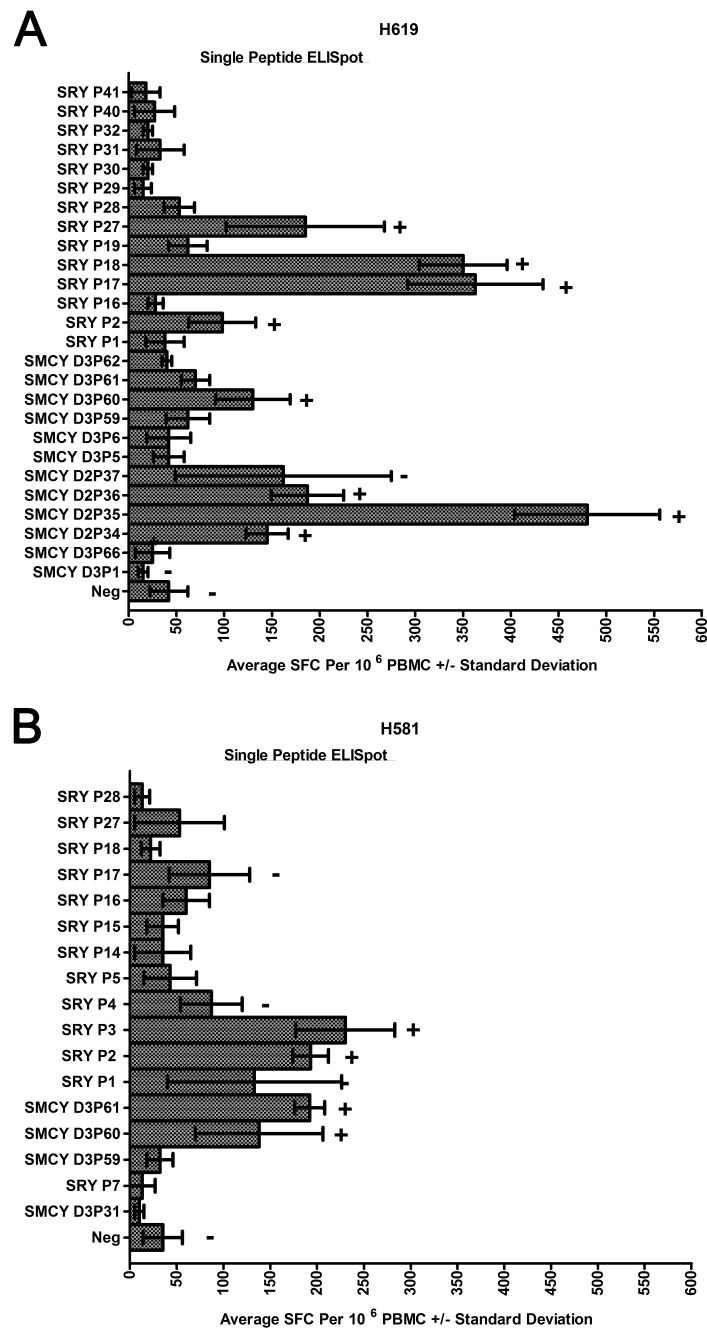 A
H619
Single Peptide ELISpot
SRY P41
SRY P40
SRY P32
SRY P31
SRY P30
SRY P29
SRY P28
SRY P27 +
SRY P19
SRY P18 +
SRY P17 +
SRY P16
SRY P2 +
SRY P1
SMCY D3P62
SMCY D3P61
SMCY D3P60 +
SMCY D3P59
SMCY D3P6
SMCY D3P5
SMCY D2P37 -
SMCY D2P36 +
SMCY D2P35 +
SMCY D2P34 +
SMCY D3P66
SMCY D3P1 -
Neg -
0 50 100 150 200 250 300 350 400 450 500 550 600
Average SFC Per 10 6 PBMC +/- Standard Deviation
B
H581
Single Peptide ELISpot
SRY P28
SRY P27
SRY P18
SRY P17 -
SRY P16
SRY P15
SRY P14
SRY P5
SRY P4 -
SRY P3 +
SRY P2 +
SRY P1 -
SMCY D3P61 +
SMCY D3P60 +
SMCY D3P59
SRY P7
SMCY D3P31
Neg -
0 50 100 150 200 250 300 350 400 450 500 550 600
Average SFC Per 10 6 PBMC +/- Standard Deviation